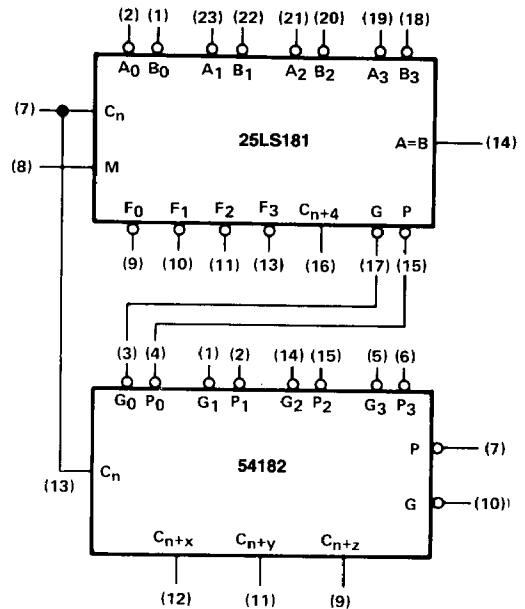 (2) (1) (23) (22) (21) (20) (19) (18)
A0 B0 A1 B1 A2 B2 A3 B3
(7) Cn
25LS181 A=B (14)
(8) M
F0 F1 F2 F3 Cn+4 G P
(9) (10) (11) (13) (16) (17) (15)
(3) (4) (1) (2) (14) (15) (5) (6)
G0 P0 G1 P1 G2 P2 G3 P3
P (7)
54182
(13) Cn
G (10))
Cn+x Cn+y Cn+z
(12) (11) (9)